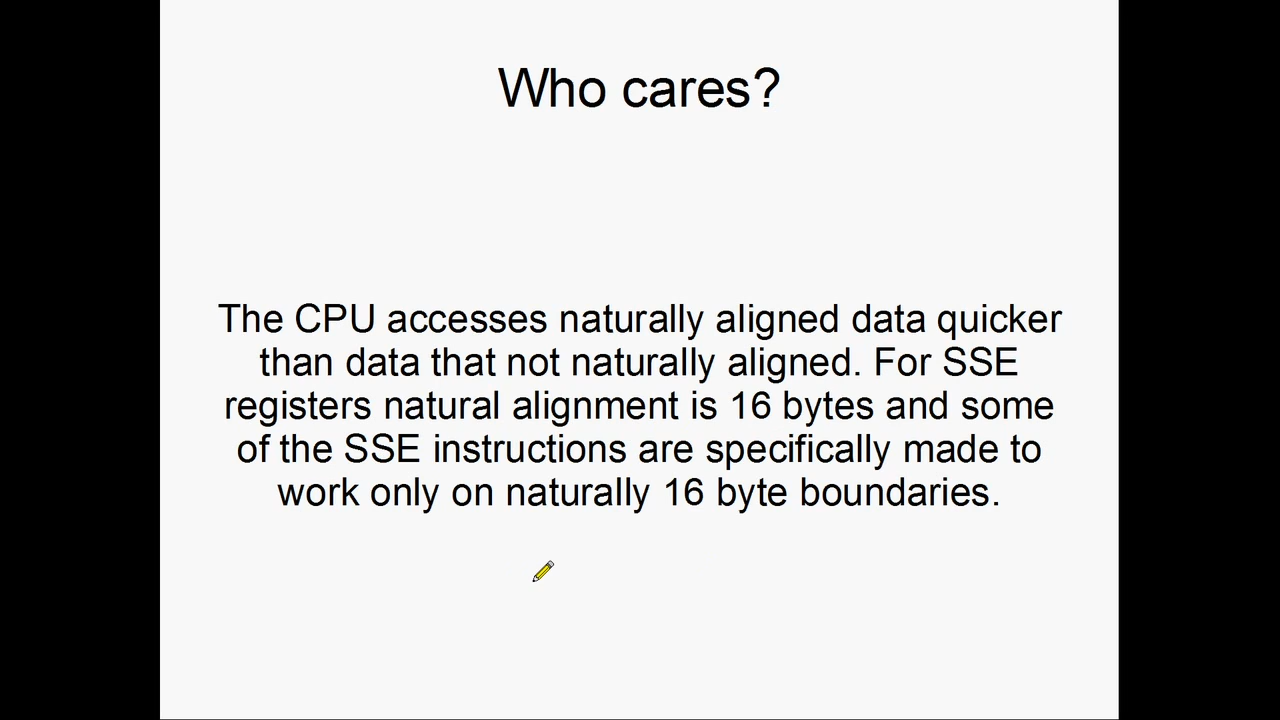 Who cares?
The CPU accesses naturally aligned data quicker
than data that not naturally aligned. For SSE
registers natural alignment is 16 bytes and some
of the SSE instructions are specifically made to
work only on naturally 16 byte boundaries.